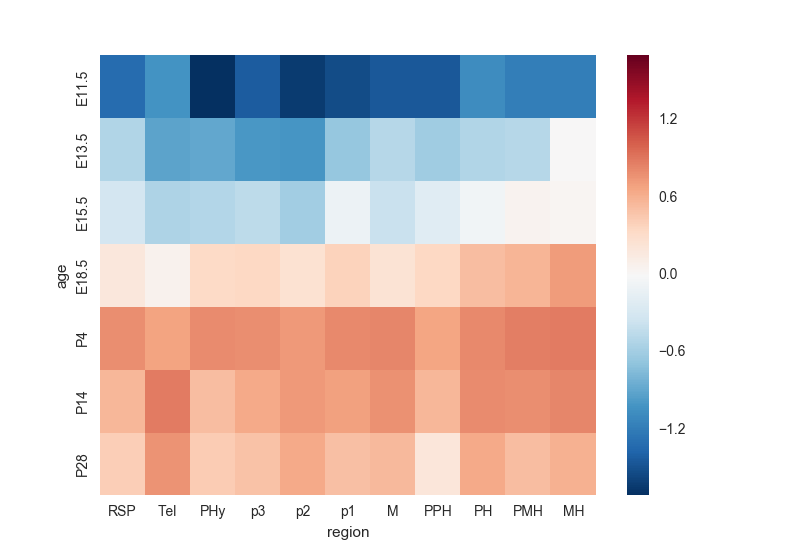 E11.5
E13.5
E15.5
E18.5
P4
P14
P28
age
RSP Tel PHy p3 p2 p1 M PPH PH PMH MH
region
1.2
0.6
0.0
−0.6
−1.2